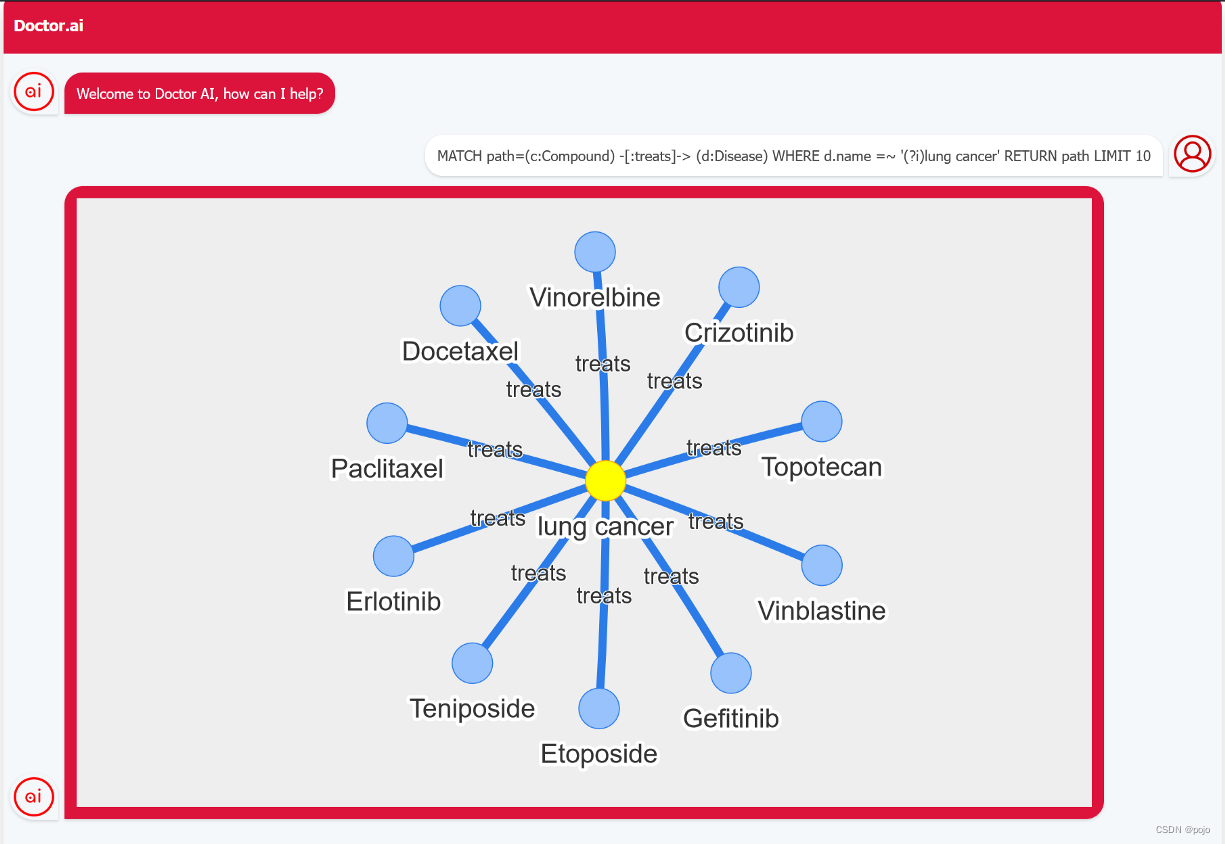 Doctor.ai
ai
Welcome to Doctor AI, how can I help?
MATCH path=(c:Compound) -[:treats]-> (d:Disease) WHERE d.name =~ '(?i)lung cancer' RETURN path LIMIT 10
Vinorelbine
Crizotinib
Docetaxel
treats
treats
treats
Paclitaxel
treats
treats
Topotecan
treats
lung cancer
treats
Erlotinib
treats
treats
treats
Vinblastine
Teniposide
Gefitinib
Etoposide
ai
CSDN @pojo